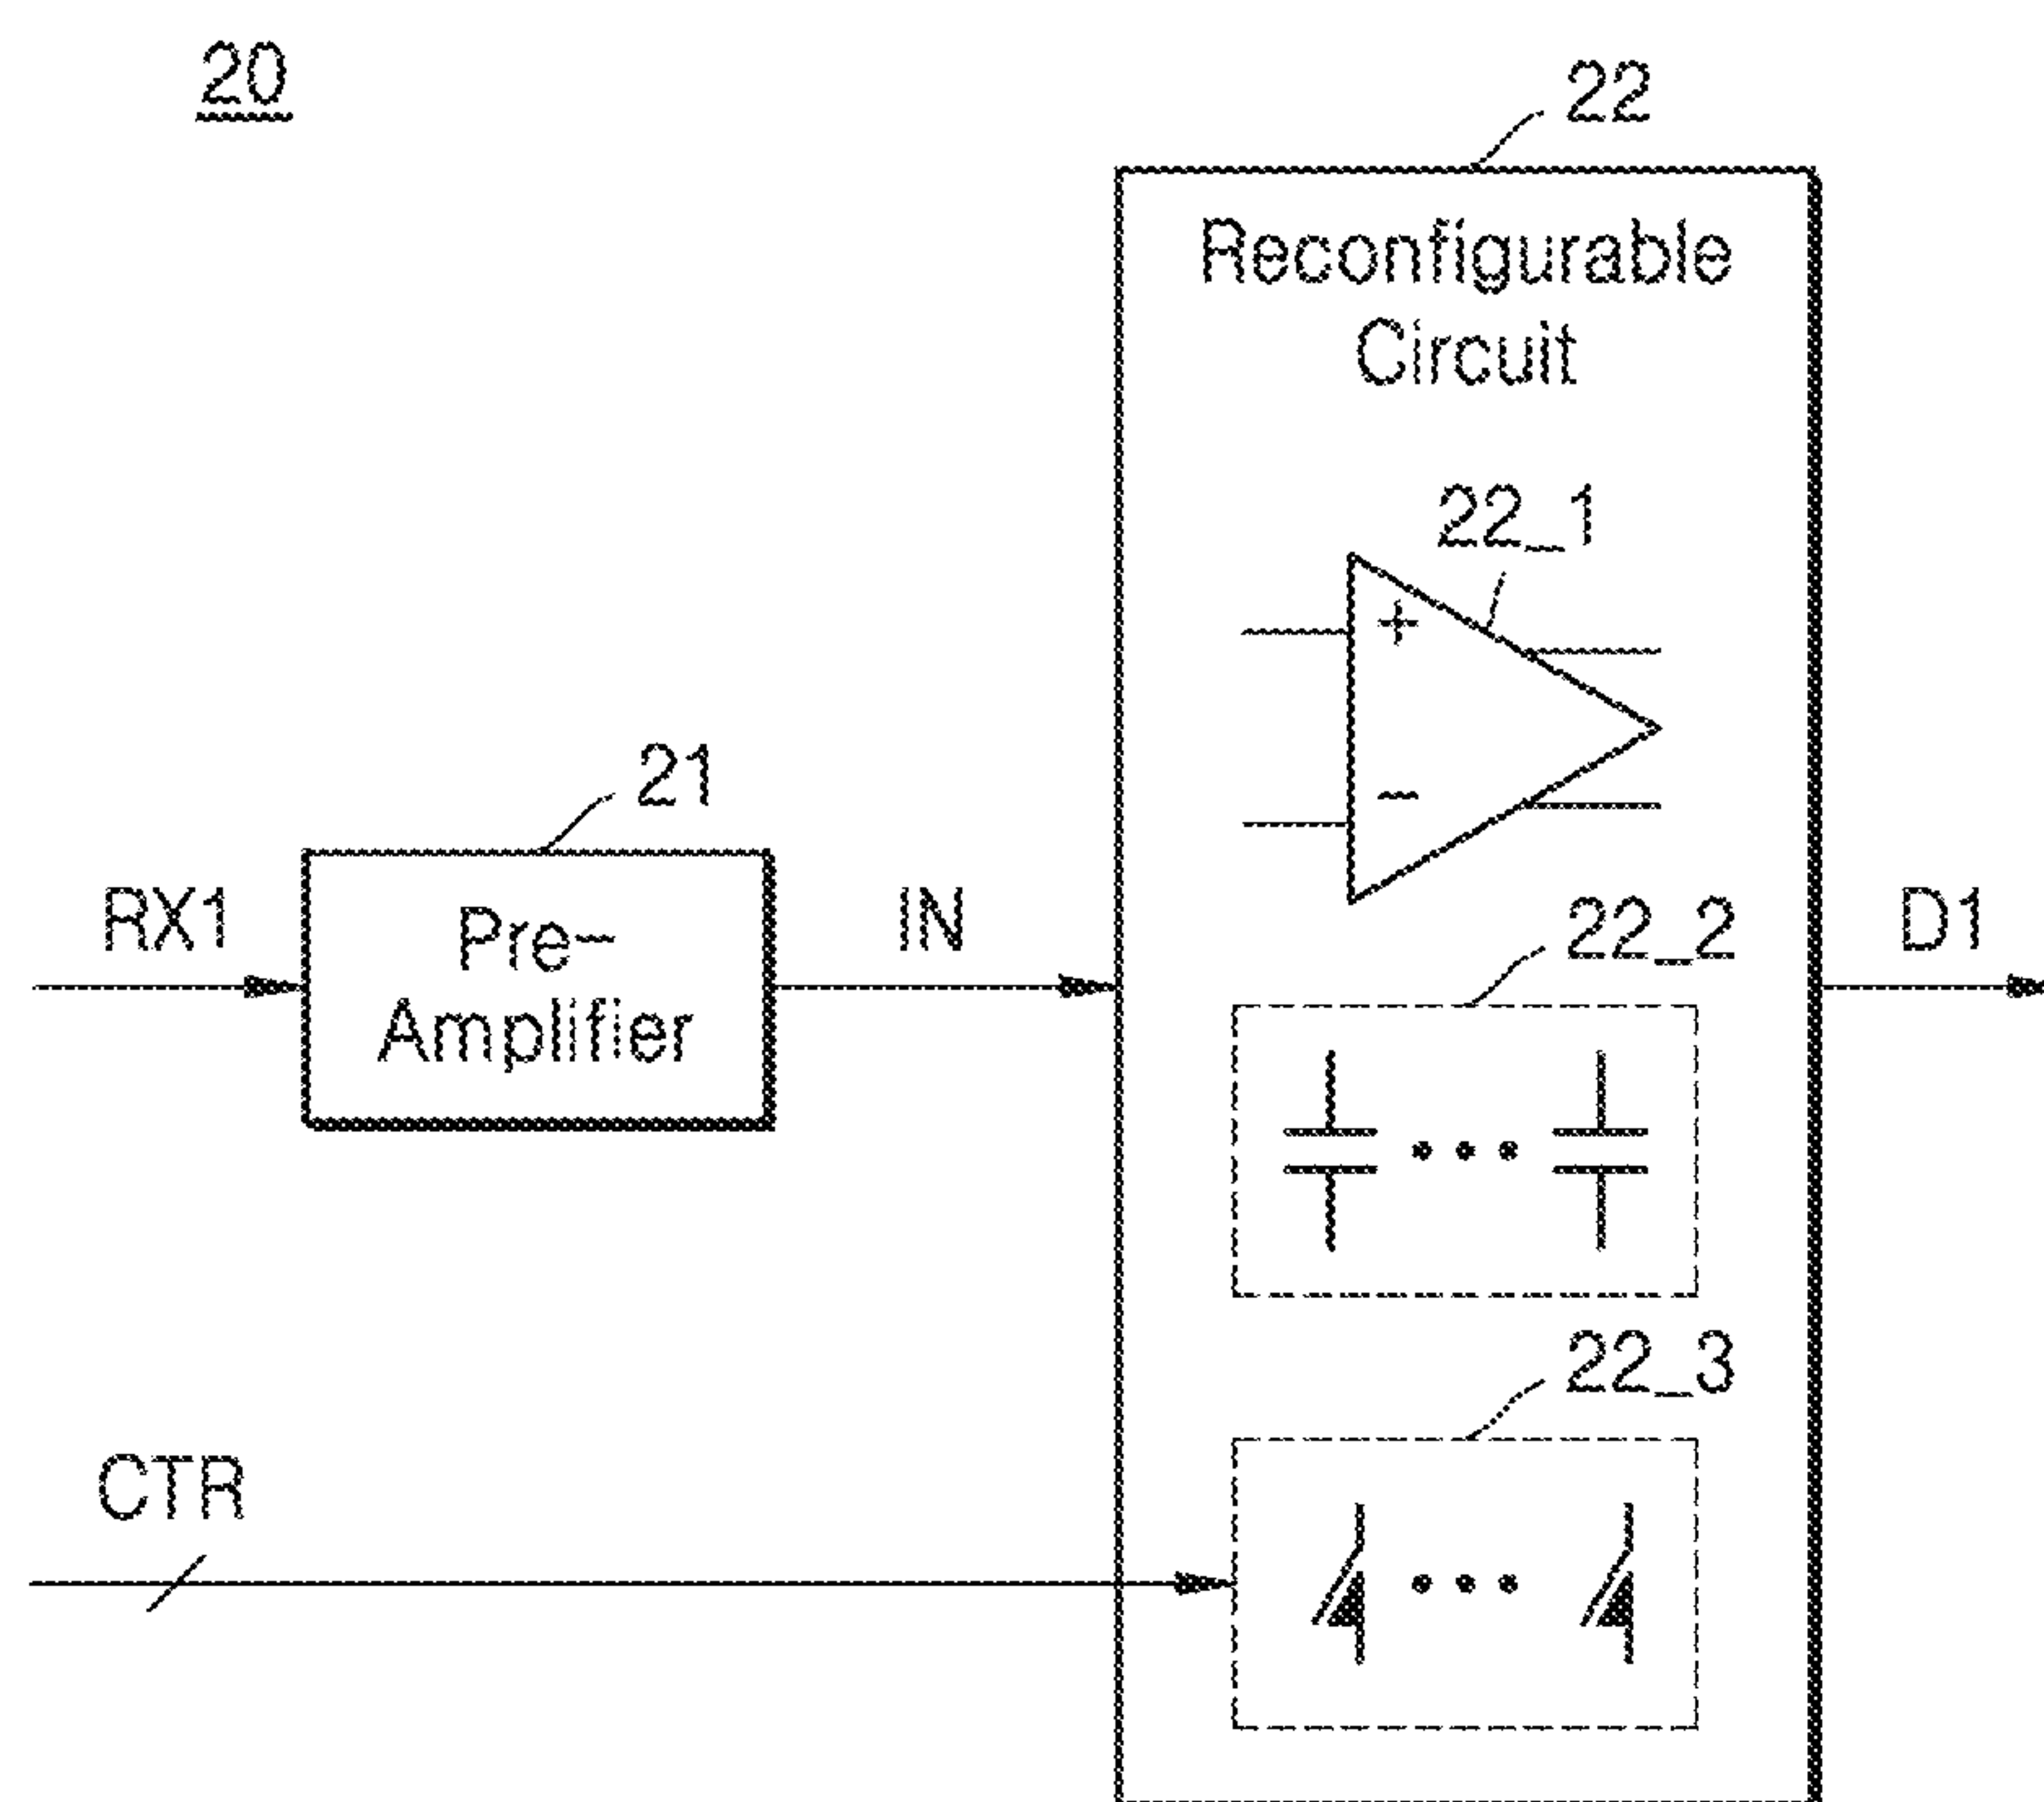 20
22
Reconfigurable
Circuit
22_1
+
−
21
RX1
Pre-
Amplifier
IN
22_2
D1
22_3
CTR